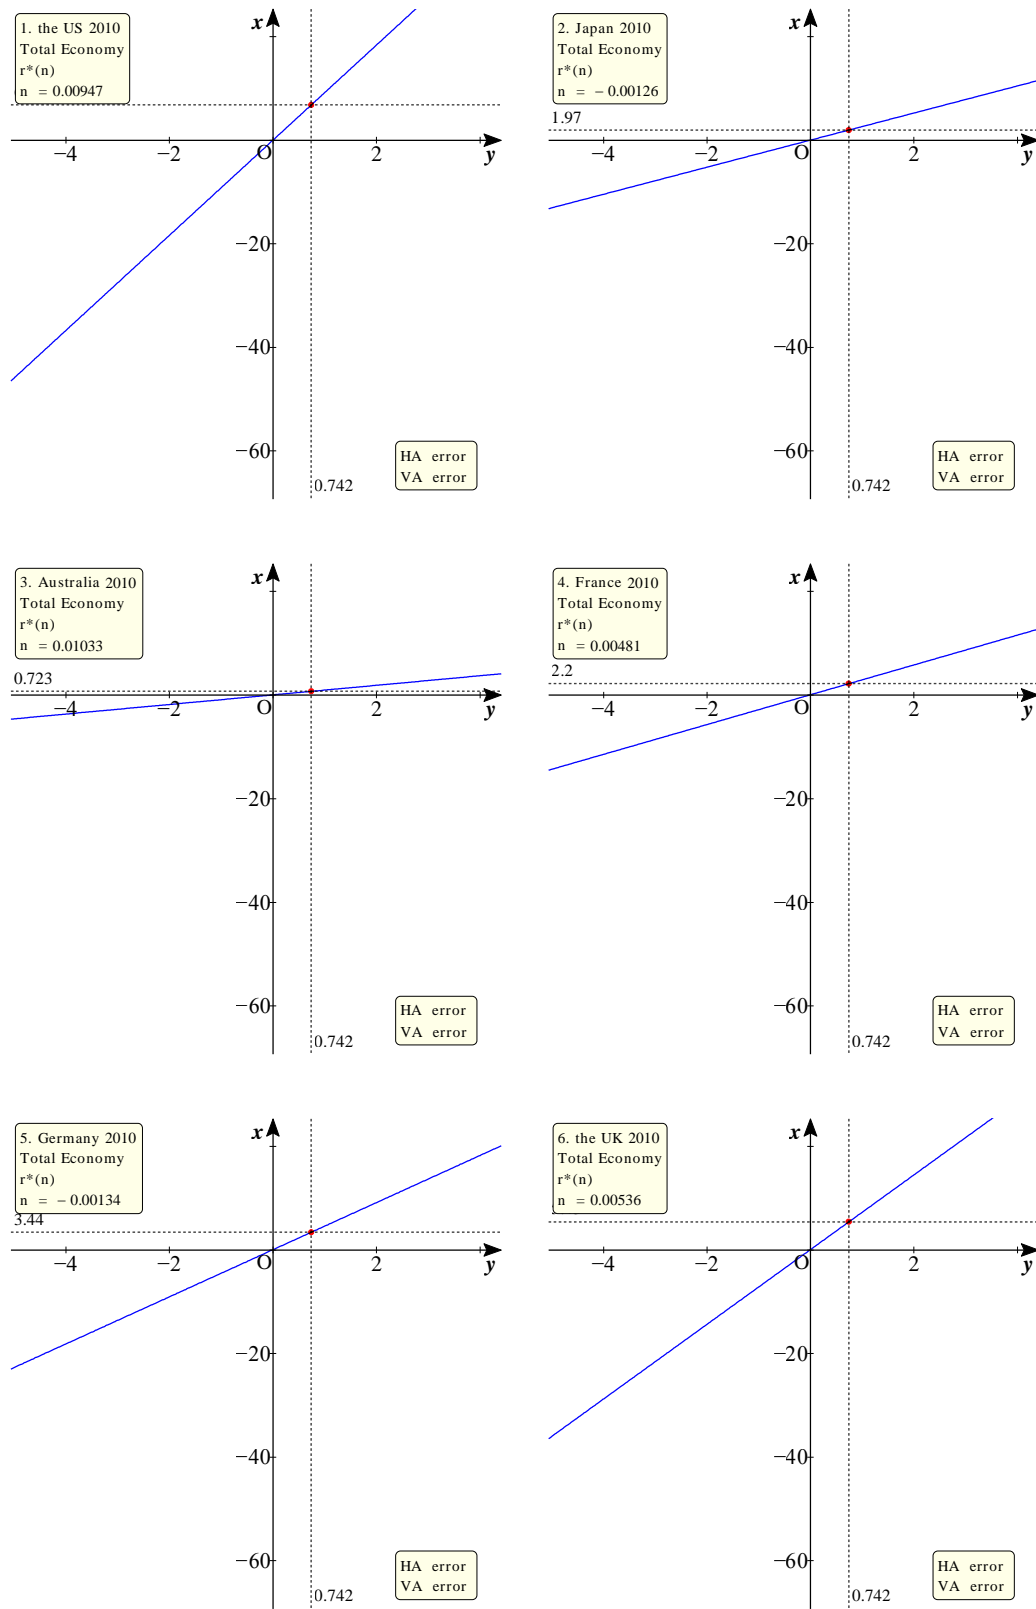 1. the US 2010
Total Economy
r*(n)
n = 0.00947
x
y
O
−4
−2
2
−20
−40
−60
0.742
HA error
VA error
2. Japan 2010
Total Economy
r*(n)
n = − 0.00126
1.97
x
y
O
−4
−2
2
−20
−40
−60
0.742
HA error
VA error
3. Australia 2010
Total Economy
r*(n)
n = 0.01033
0.723
x
y
O
−4
−2
2
−20
−40
−60
0.742
HA error
VA error
4. France 2010
Total Economy
r*(n)
n = 0.00481
2.2
x
y
O
−4
−2
2
−20
−40
−60
0.742
HA error
VA error
5. Germany 2010
Total Economy
r*(n)
n = − 0.00134
3.44
x
y
O
−4
−2
2
−20
−40
−60
0.742
HA error
VA error
6. the UK 2010
Total Economy
r*(n)
n = 0.00536
x
y
O
−4
−2
2
−20
−40
−60
0.742
HA error
VA error